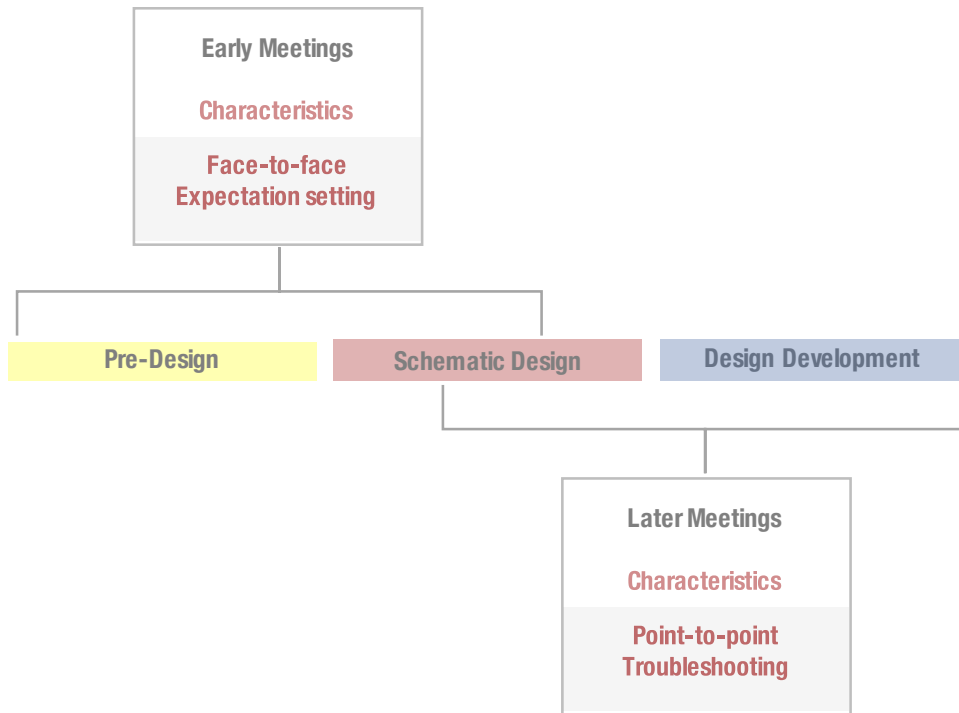 Early Meetings
Characteristics
Face-to-face
Expectation setting
Pre-Design
Schematic Design
Design Development
Later Meetings
Characteristics
Point-to-point
Troubleshooting